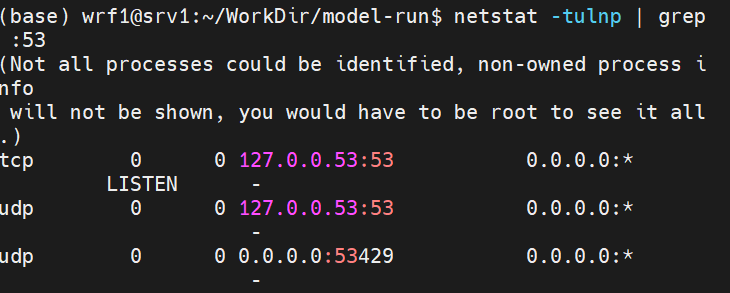 (base) wrf1@srv1:~/WorkDir/model-run$ netstat -tulnp | grep
 :53
(Not all processes could be identified, non-owned process i
nfo
 will not be shown, you would have to be root to see it all
.)
tcp        0      0 127.0.0.53:53           0.0.0.0:*
         LISTEN      -
udp        0      0 127.0.0.53:53           0.0.0.0:*
                     -
udp        0      0 0.0.0.0:53429           0.0.0.0:*
                     -